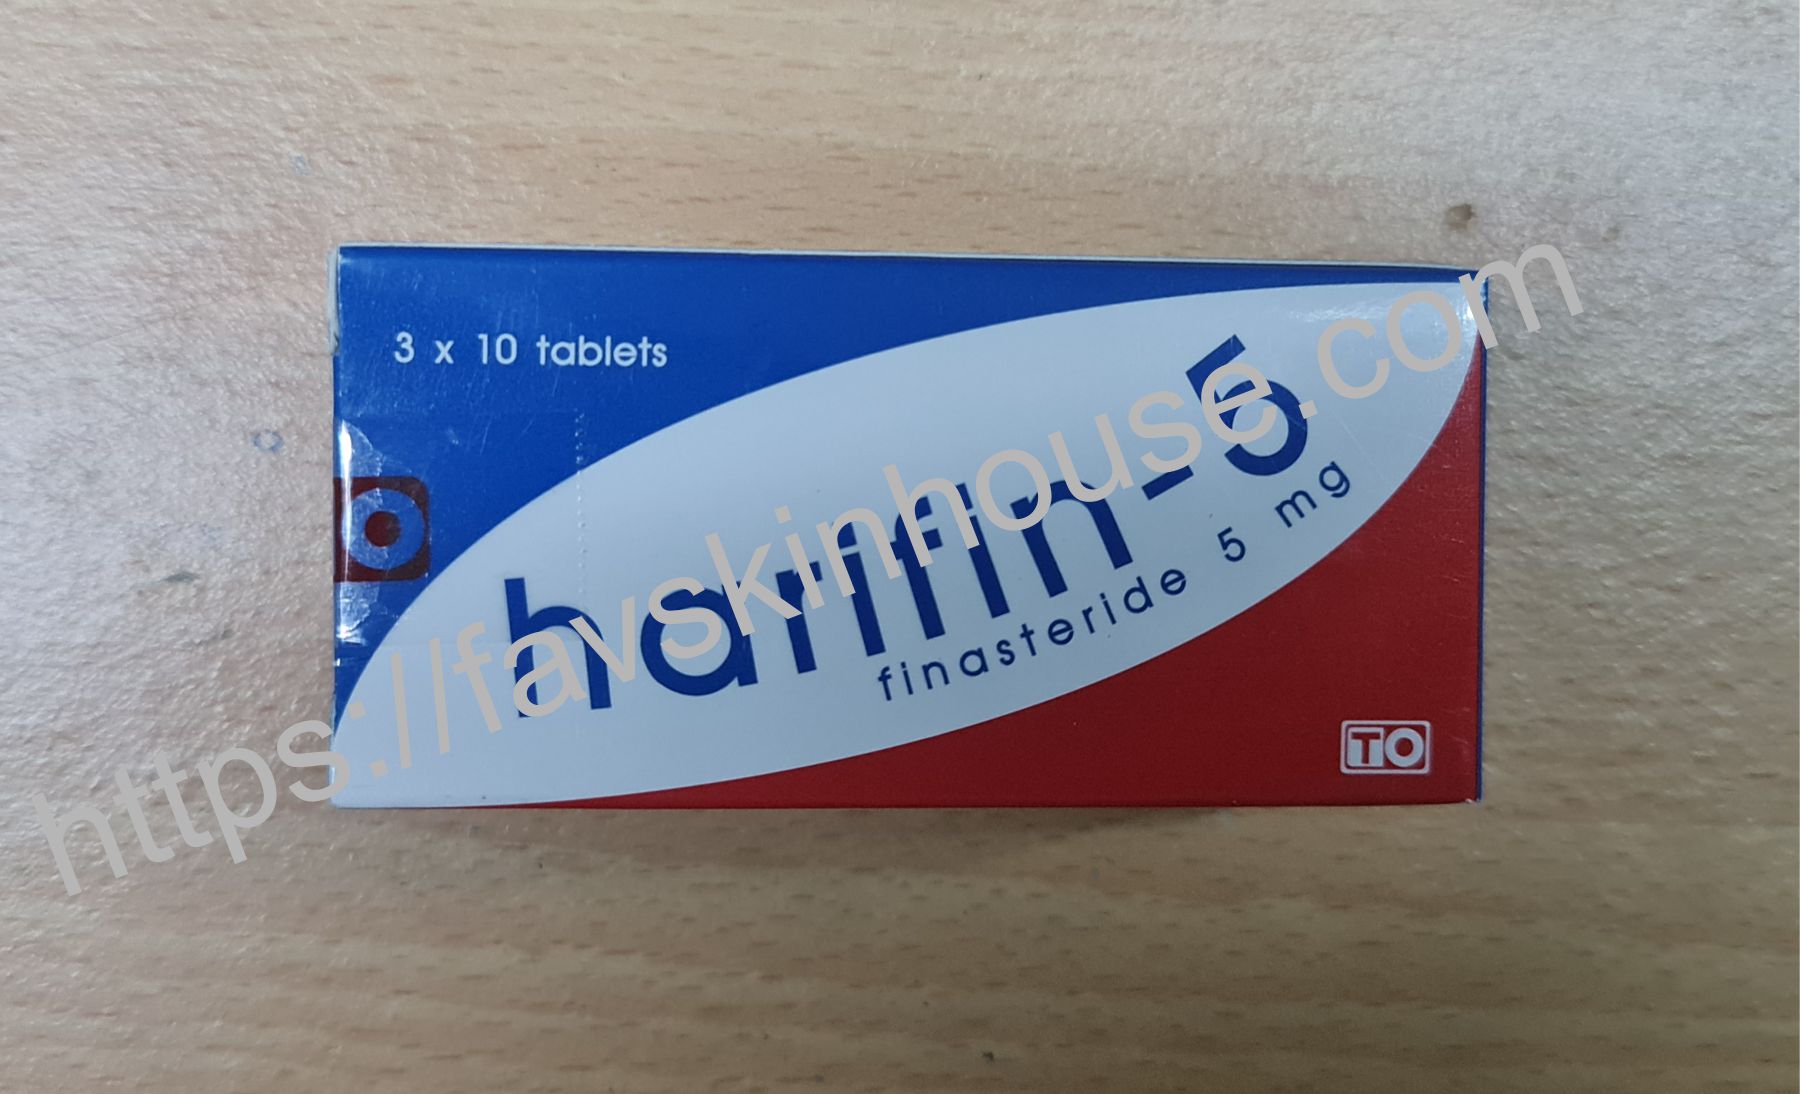 3 x 10 tablets
harifin-5
finasteride 5 mg
TO
https://favskinhouse.com